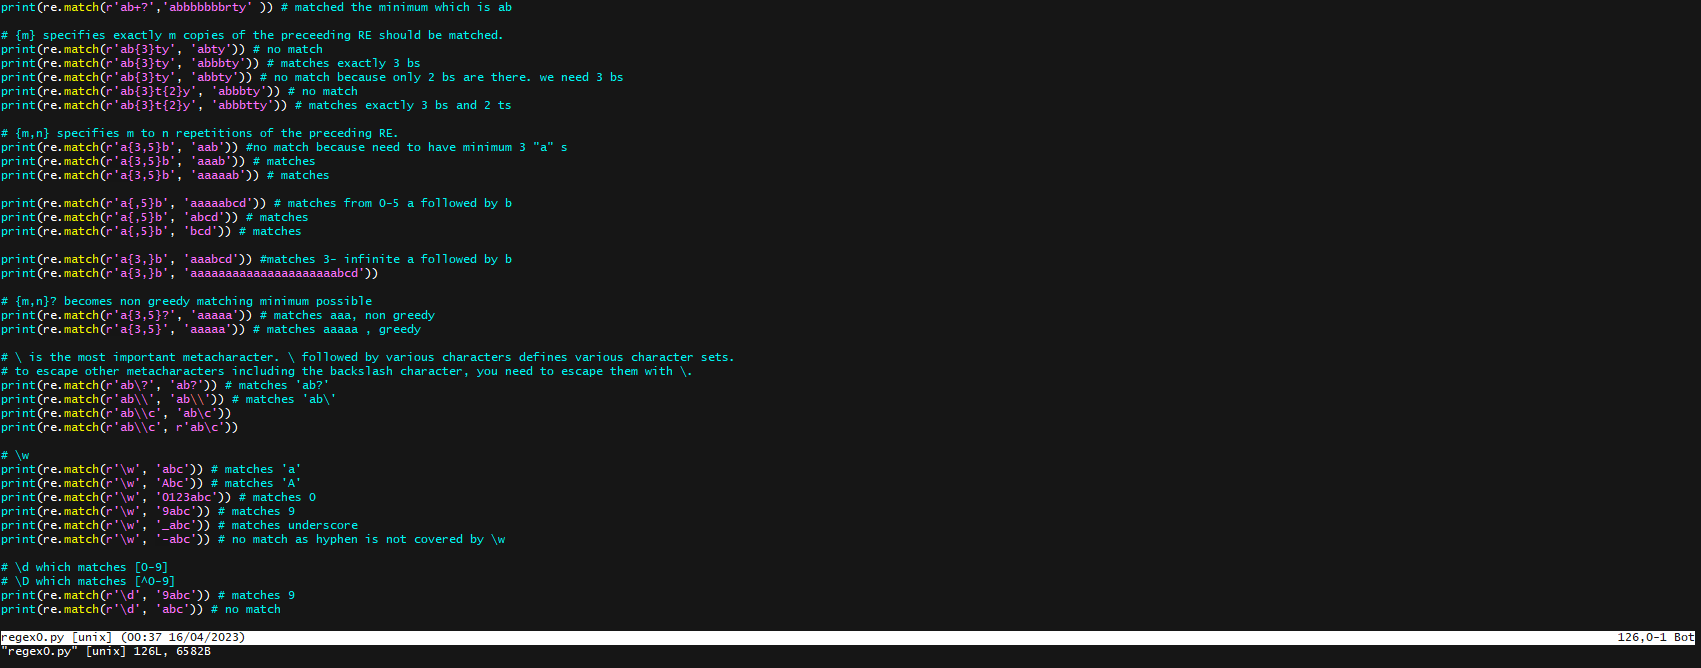 print(re.match(r'ab+?','abbbbbbbrty' )) # matched the minimum which is ab
# {m} specifies exactly m copies of the preceeding RE should be matched.
print(re.match(r'ab{3}ty', 'abty')) # no match
print(re.match(r'ab{3}ty', 'abbbty')) # matches exactly 3 bs
print(re.match(r'ab{3}ty', 'abbty')) # no match because only 2 bs are there. we need 3 bs
print(re.match(r'ab{3}t{2}y', 'abbbty')) # no match
print(re.match(r'ab{3}t{2}y', 'abbbtty')) # matches exactly 3 bs and 2 ts
# {m,n} specifies m to n repetitions of the preceding RE.
print(re.match(r'a{3,5}b', 'aab')) #no match because need to have minimum 3 "a" s
print(re.match(r'a{3,5}b', 'aaab')) # matches
print(re.match(r'a{3,5}b', 'aaaaab')) # matches
print(re.match(r'a{,5}b', 'aaaaabcd')) # matches from 0-5 a followed by b
print(re.match(r'a{,5}b', 'abcd')) # matches
print(re.match(r'a{,5}b', 'bcd')) # matches
print(re.match(r'a{3,}b', 'aaabcd')) #matches 3- infinite a followed by b
print(re.match(r'a{3,}b', 'aaaaaaaaaaaaaaaaaaaaabcd'))
# {m,n}? becomes non greedy matching minimum possible
print(re.match(r'a{3,5}?', 'aaaaa')) # matches aaa, non greedy
print(re.match(r'a{3,5}', 'aaaaa')) # matches aaaaa , greedy
# \ is the most important metacharacter. \ followed by various characters defines various character sets.
# to escape other metacharacters including the backslash character, you need to escape them with \.
print(re.match(r'ab\?', 'ab?')) # matches 'ab?'
print(re.match(r'ab\\', 'ab\\')) # matches 'ab\'
print(re.match(r'ab\\c', 'ab\c'))
print(re.match(r'ab\\c', r'ab\c'))
# \w
print(re.match(r'\w', 'abc')) # matches 'a'
print(re.match(r'\w', 'Abc')) # matches 'A'
print(re.match(r'\w', '0123abc')) # matches 0
print(re.match(r'\w', '9abc')) # matches 9
print(re.match(r'\w', '_abc')) # matches underscore
print(re.match(r'\w', '-abc')) # no match as hyphen is not covered by \w
# \d which matches [0-9]
# \D which matches [^0-9]
print(re.match(r'\d', '9abc')) # matches 9
print(re.match(r'\d', 'abc')) # no match
regex0.py [unix] (00:37 16/04/2023) 126,0-1 Bot
"regex0.py" [unix] 126L, 6582B